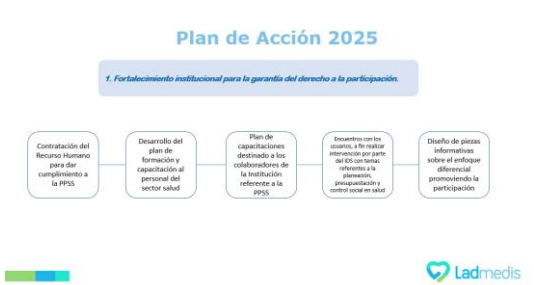 Plan de Acción 2025
1. Fortalecimiento institucional para la garantía del derecho a la participación.
Contratación del
Recurso Humano
para dar
cumplimiento a
la PPSS
Desarrollo del
plan de
formación y
capacitación al
personal del
sector salud
Plan de
capacitaciones
destinado a los
colaboradores de
la Institución
referente a la
PPSS
Encuentros con los
usuarios, a fin realizar
intervención por parte
del IDS con temas
referentes a la
planeación,
presupuestación y
control social en salud
Diseño de piezas
informativas
sobre el enfoque
diferencial
promoviendo la
participación
Ladmedis